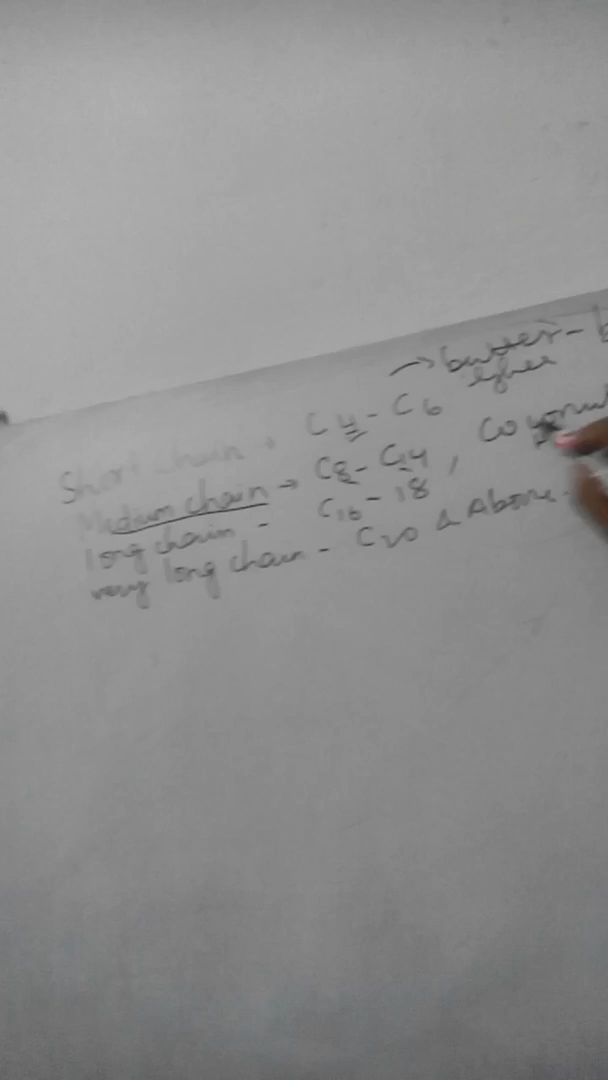 → butter -
Short chain - C4 - C6
Medium chain → C8 - C14, Coconut
long chain - C16 - 18
very long chain - C20 & Above.